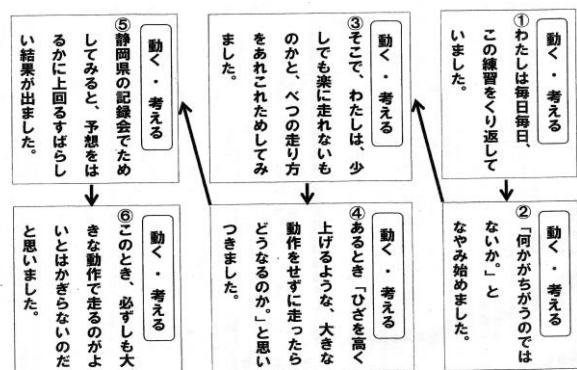 動く・考える
①わたしは毎日毎日、
この練習をくり返して
いました。
動く・考える
②「何かがちがうのでは
ないか。」と
なやみ始めました。
動く・考える
③そこで、わたしは、少
しでも楽に走れないも
のかと、べつの走り方
をあれこれためしてみ
ました。
動く・考える
④あるとき「ひざを高く
上げるような、大きな
動作をせずに走ったら
どうなるのか。」と思い
つきました。
動く・考える
⑤静岡県の記録会でため
してみると、予想をは
るかに上回るすばらし
い結果が出ました。
動く・考える
⑥このとき、必ずしも大
きな動作で走るのがよ
いとはかぎらないのだ
と思いました。